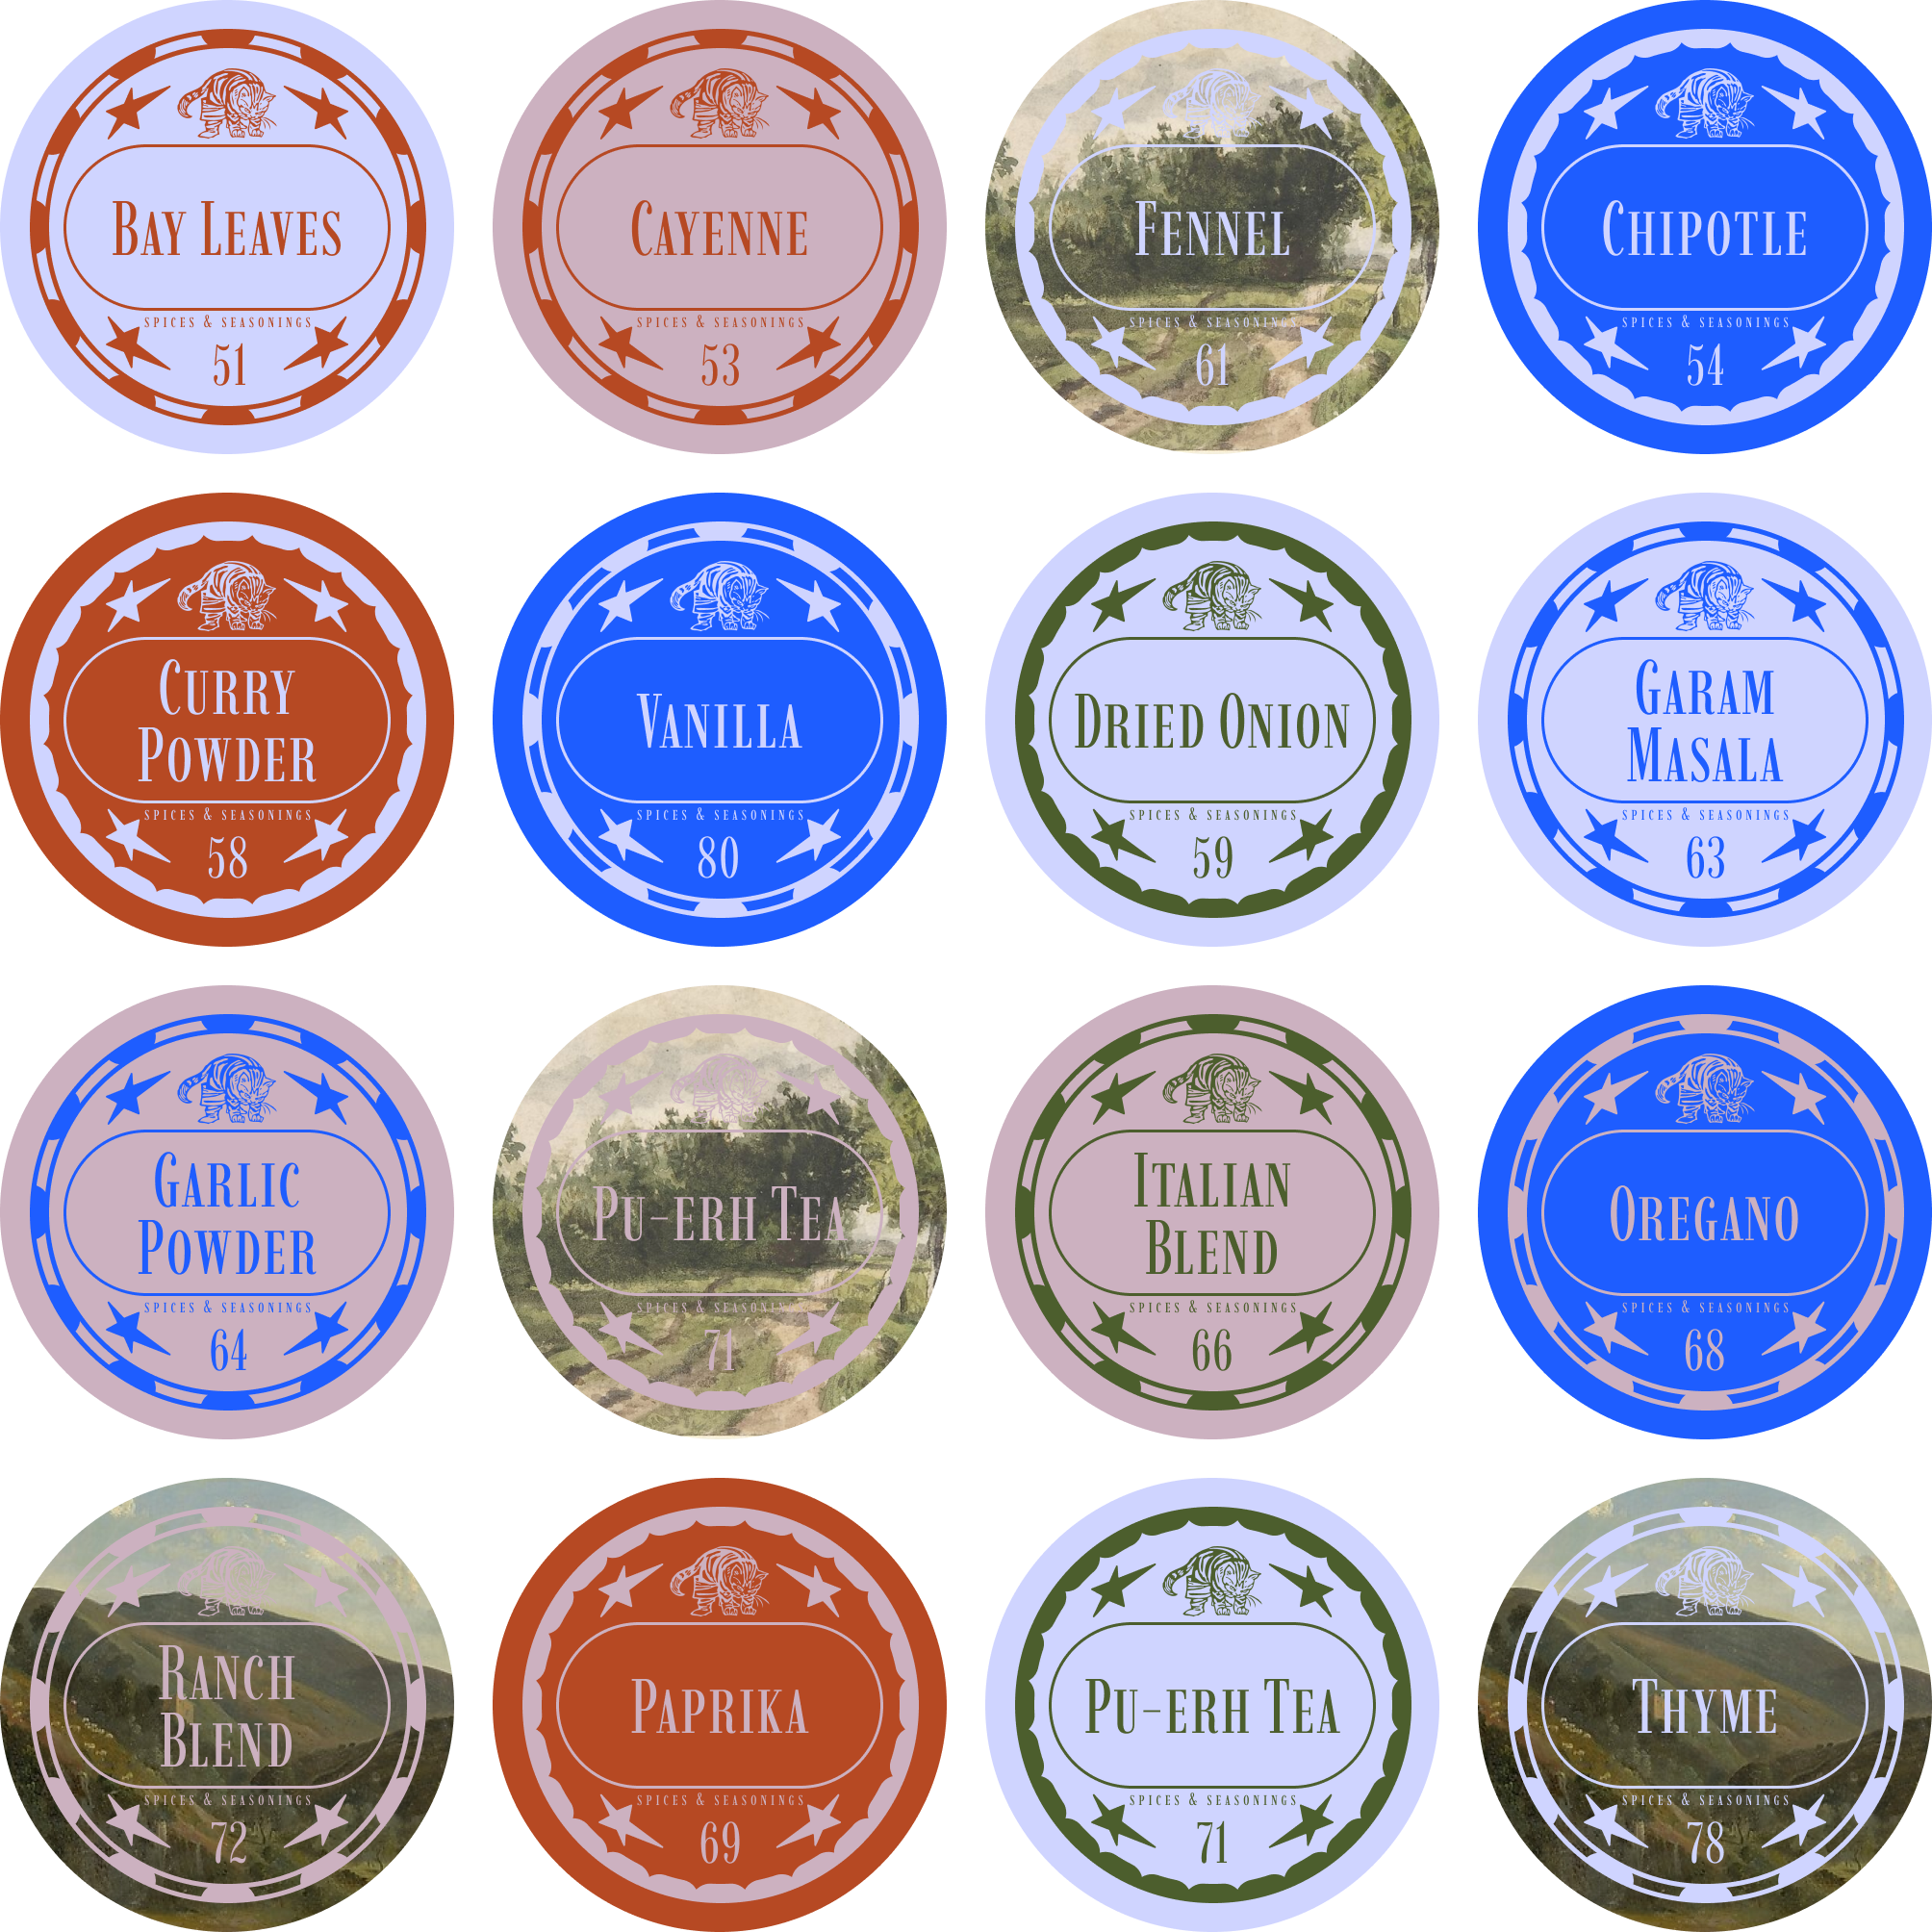 BAY LEAVES
SPICES & SEASONINGS
51
CAYENNE
SPICES & SEASONINGS
53
FENNEL
SPICES & SEASONINGS
61
CHIPOTLE
SPICES & SEASONINGS
54
CURRY
POWDER
SPICES & SEASONINGS
58
VANILLA
SPICES & SEASONINGS
80
DRIED ONION
SPICES & SEASONINGS
59
GARAM
MASALA
SPICES & SEASONINGS
63
GARLIC
POWDER
SPICES & SEASONINGS
64
PU-ERH TEA
SPICES & SEASONINGS
71
ITALIAN
BLEND
SPICES & SEASONINGS
66
OREGANO
SPICES & SEASONINGS
68
RANCH
BLEND
SPICES & SEASONINGS
72
PAPRIKA
SPICES & SEASONINGS
69
PU-ERH TEA
SPICES & SEASONINGS
71
THYME
SPICES & SEASONINGS
78